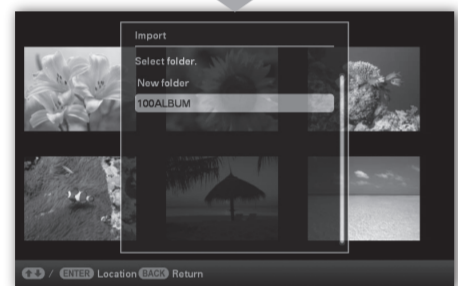 Import
Select folder.
New folder
100ALBUM
/ ENTER Location BACK Return